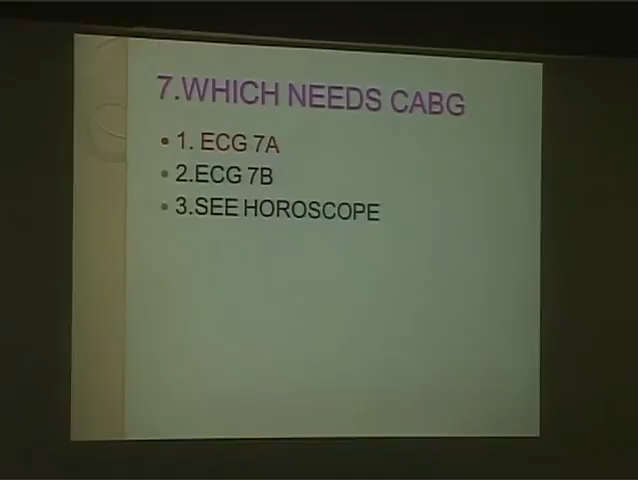 7.WHICH NEEDS CABG
1. ECG 7A
2.ECG 7B
3.SEE HOROSCOPE